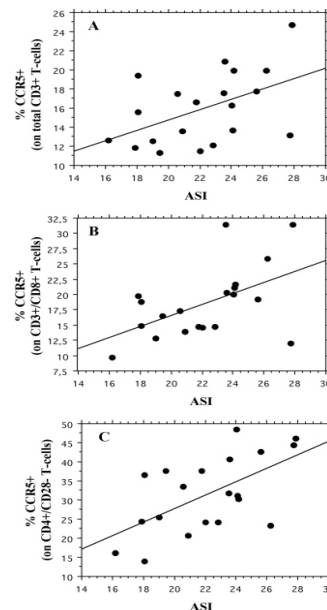 A
26
24
22
20
18
16
14
12
10
14 16 18 20 22 24 26 28 30
% CCR5+
(on total CD3+ T-cells)
ASI
B
32,5
30
27,5
25
22,5
20
17,5
15
12,5
10
7,5
14 16 18 20 22 24 26 28 30
% CCR5+
(on CD3+/CD8+ T-cells)
ASI
C
50
45
40
35
30
25
20
15
10
14 16 18 20 22 24 26 28
% CCR5+
(on CD4+/CD28- T-cells)
ASI